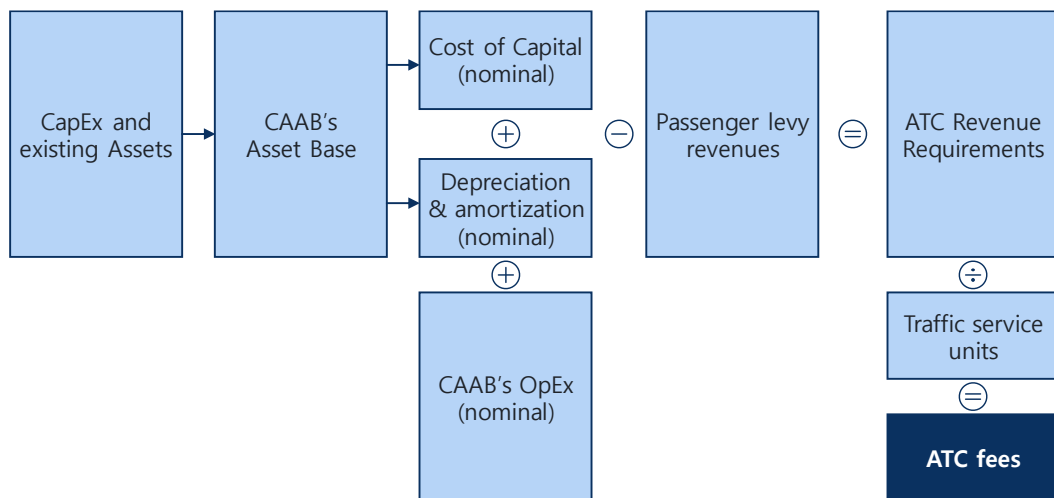 CapEx and
existing Assets
CAAB's
Asset Base
Cost of Capital
(nominal)
+
Depreciation
& amortization
(nominal)
+
CAAB's OpEx
(nominal)
−
Passenger levy
revenues
=
ATC Revenue
Requirements
÷
Traffic service
units
=
ATC fees